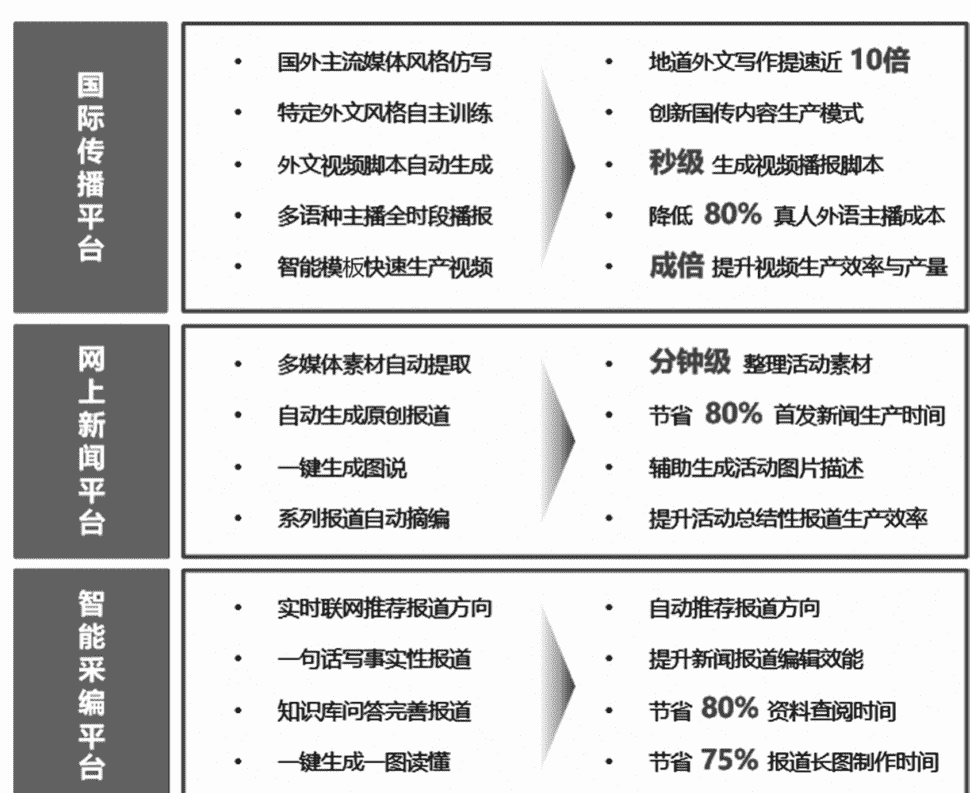 国际传播平台
• 国外主流媒体风格仿写
• 特定外文风格自主训练
• 外文视频脚本自动生成
• 多语种主播全时段播报
• 智能模板快速生产视频
• 地道外文写作提速近 10倍
• 创新国传内容生产模式
• 秒级 生成视频播报脚本
• 降低 80% 真人外语主播成本
• 成倍 提升视频生产效率与产量
网上新闻平台
• 多媒体素材自动提取
• 自动生成原创报道
• 一键生成图说
• 系列报道自动摘编
• 分钟级 整理活动素材
• 节省 80% 首发新闻生产时间
• 辅助生成活动图片描述
• 提升活动总结性报道生产效率
智能采编平台
• 实时联网推荐报道方向
• 一句话写事实性报道
• 知识库问答完善报道
• 一键生成一图读懂
• 自动推荐报道方向
• 提升新闻报道编辑效能
• 节省 80% 资料查阅时间
• 节省 75% 报道长图制作时间